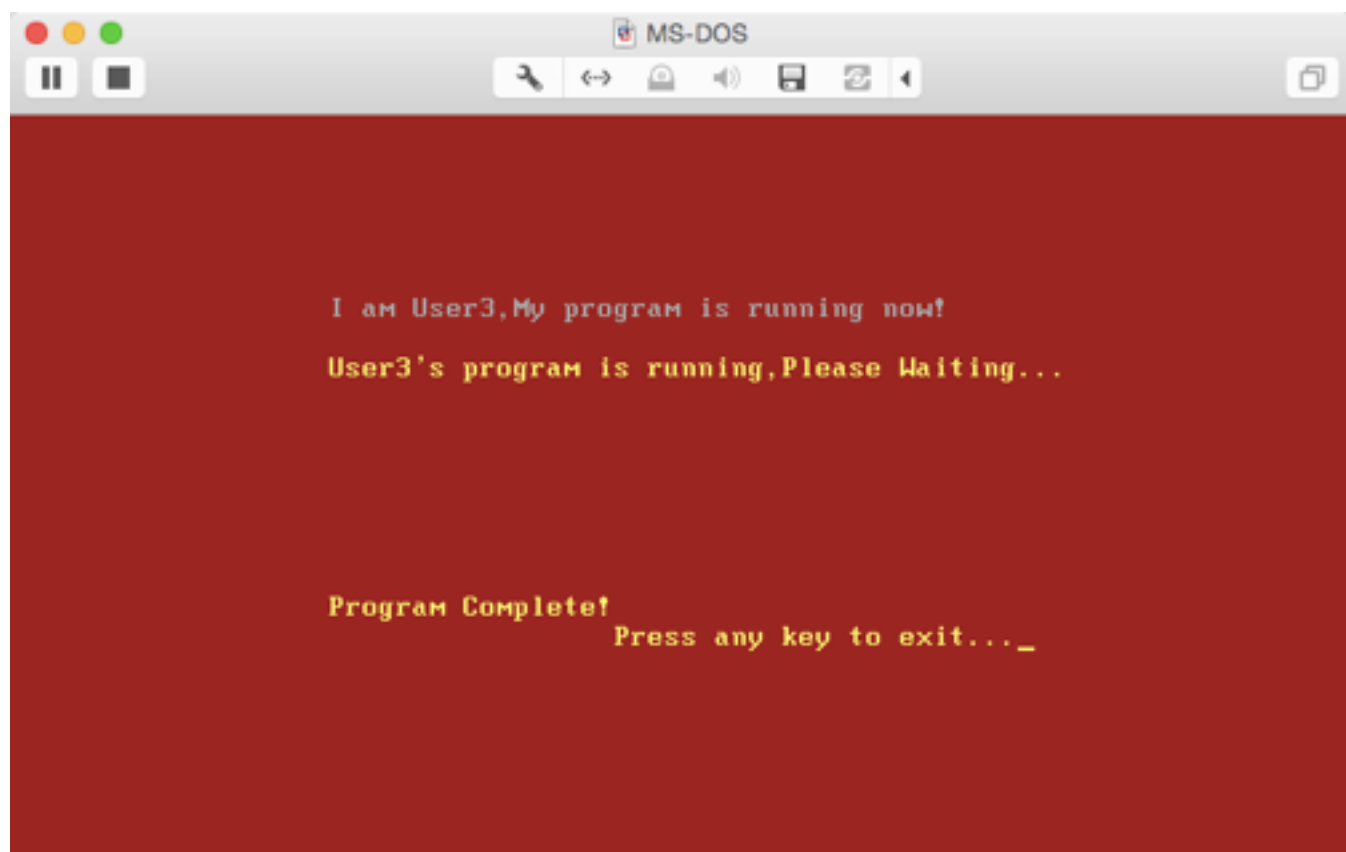 MS-DOS
I am User3,My program is running now!
User3's program is running,Please Waiting...
Program Complete!
Press any key to exit..._